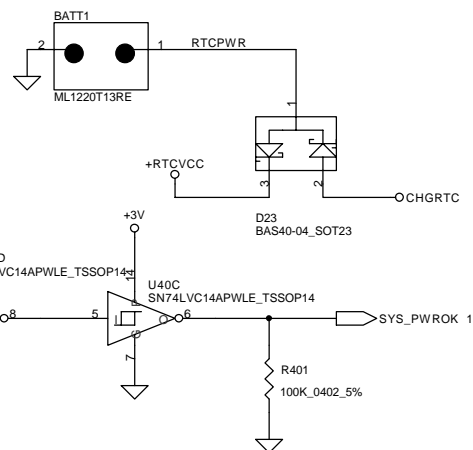 BATT1
2
1
RTCPWR
ML1220T13RE
1
+RTCVCC
3
2
CHGRTC
+3V
D23
BAS40-04_SOT23
D
VC14APWLE_TSSOP14
14
U40C
SN74LVC14APWLE_TSSOP14
P
8
5
I
O
6
SYS_PWROK 1
G
7
R401
100K_0402_5%